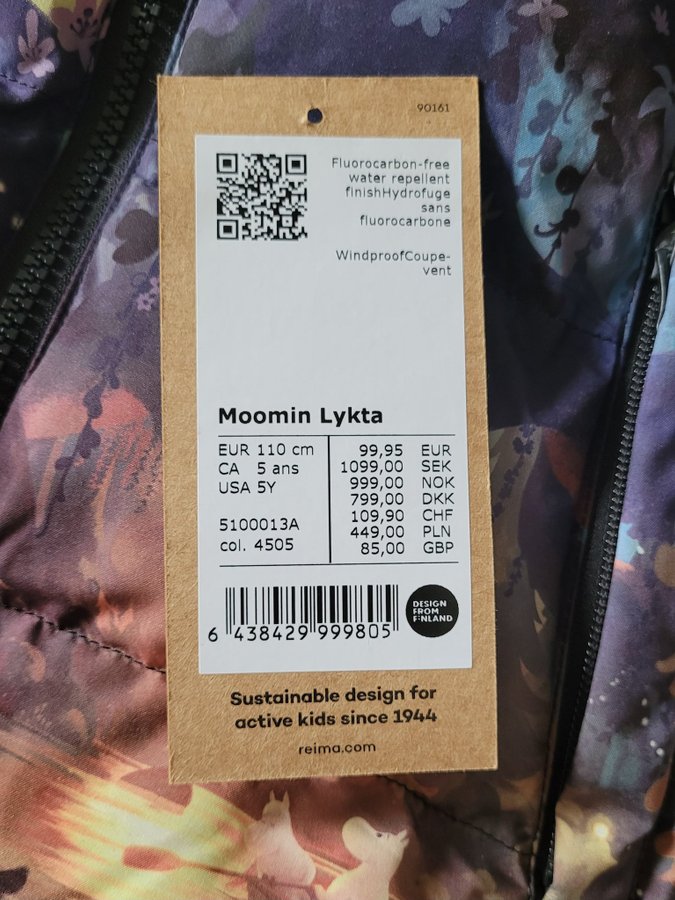 90161
Fluorocarbon-free
water repellent
finishHydrofuge
sans
fluorocarbone
WindproofCoupe-
vent
Moomin Lykta
EUR 110 cm
CA 5 ans
USA 5Y
5100013A
col. 4505
99,95 EUR
1099,00 SEK
999,00 NOK
799,00 DKK
109,90 CHF
449,00 PLN
85,00 GBP
6 438429 999805
DESIGN
FROM
FINLAND
Sustainable design for
active kids since 1944
reima.com